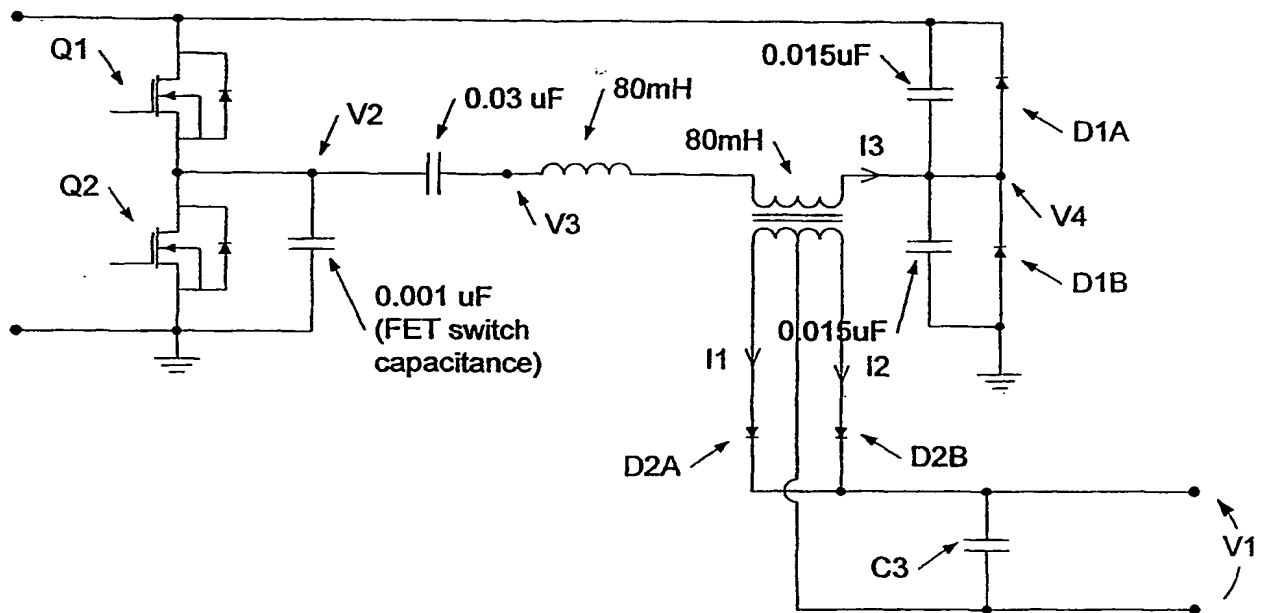 Q1
0.015uF
80mH
0.03 uF
V2
D1A
80mH
I3
Q2
V3
V4
0.001 uF
(FET switch
capacitance)
D1B
0.015uF
I1
I2
D2A
D2B
V1
C3